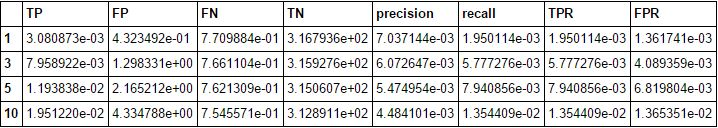 TP FP FN TN precision recall TPR FPR
1 3.080873e-03 4.323492e-01 7.709884e-01 3.167936e+02 7.037144e-03 1.950114e-03 1.950114e-03 1.361741e-03
3 7.958922e-03 1.298331e+00 7.661104e-01 3.159276e+02 6.072647e-03 5.777276e-03 5.777276e-03 4.089359e-03
5 1.193838e-02 2.165212e+00 7.621309e-01 3.150607e+02 5.474954e-03 7.940856e-03 7.940856e-03 6.819804e-03
10 1.951220e-02 4.334788e+00 7.545571e-01 3.128911e+02 4.484101e-03 1.354409e-02 1.354409e-02 1.365351e-02